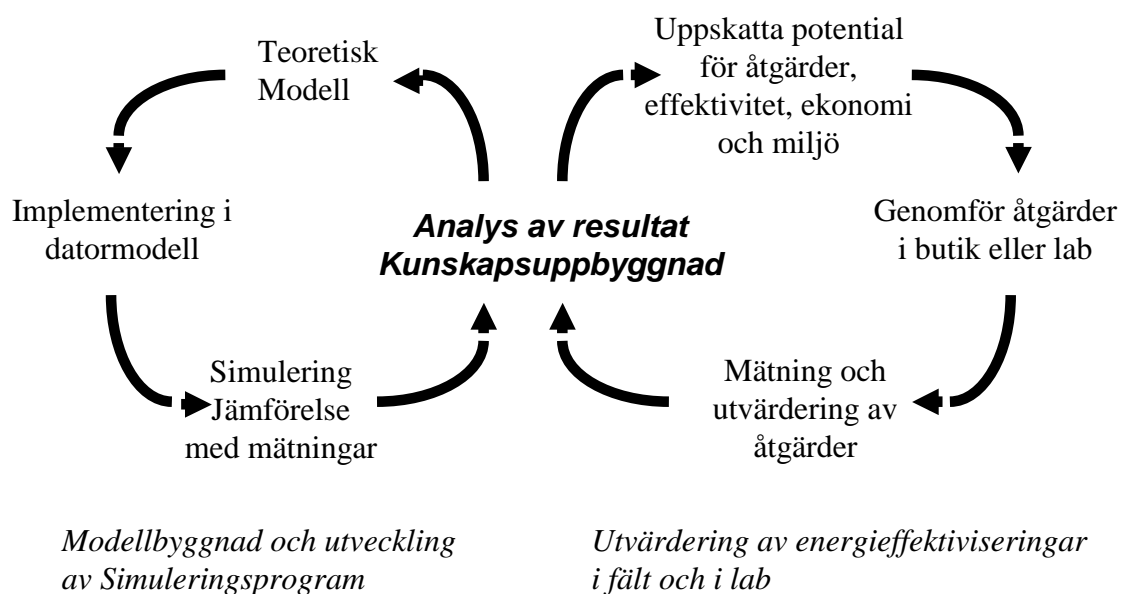 Teoretisk
Modell
Uppskatta potential
för åtgärder,
effektivitet, ekonomi
och miljö
Implementering i
datormodell
Analys av resultat
Kunskapsuppbyggnad
Genomför åtgärder
i butik eller lab
Simulering
Jämförelse
med mätningar
Mätning och
utvärdering av
åtgärder
Modellbyggnad och utveckling
av Simuleringsprogram
Utvärdering av energieffektiviseringar
i fält och i lab